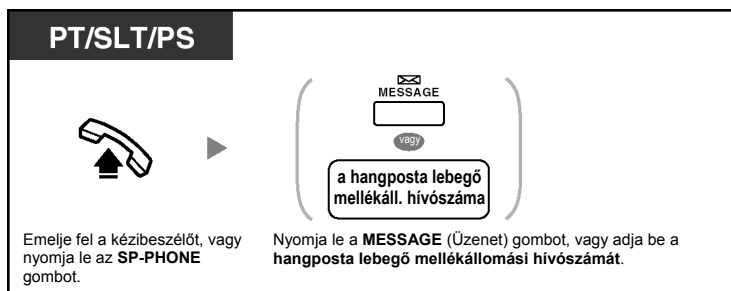 PT/SLT/PS
MESSAGE
vagy
a hangposta lebegő
mellékáll. hívószáma
Emelje fel a kézibeszélőt, vagy
nyomja le az SP-PHONE
gombot.
Nyomja le a MESSAGE (Üzenet) gombot, vagy adja be a
hangposta lebegő mellékállomási hívószámát.